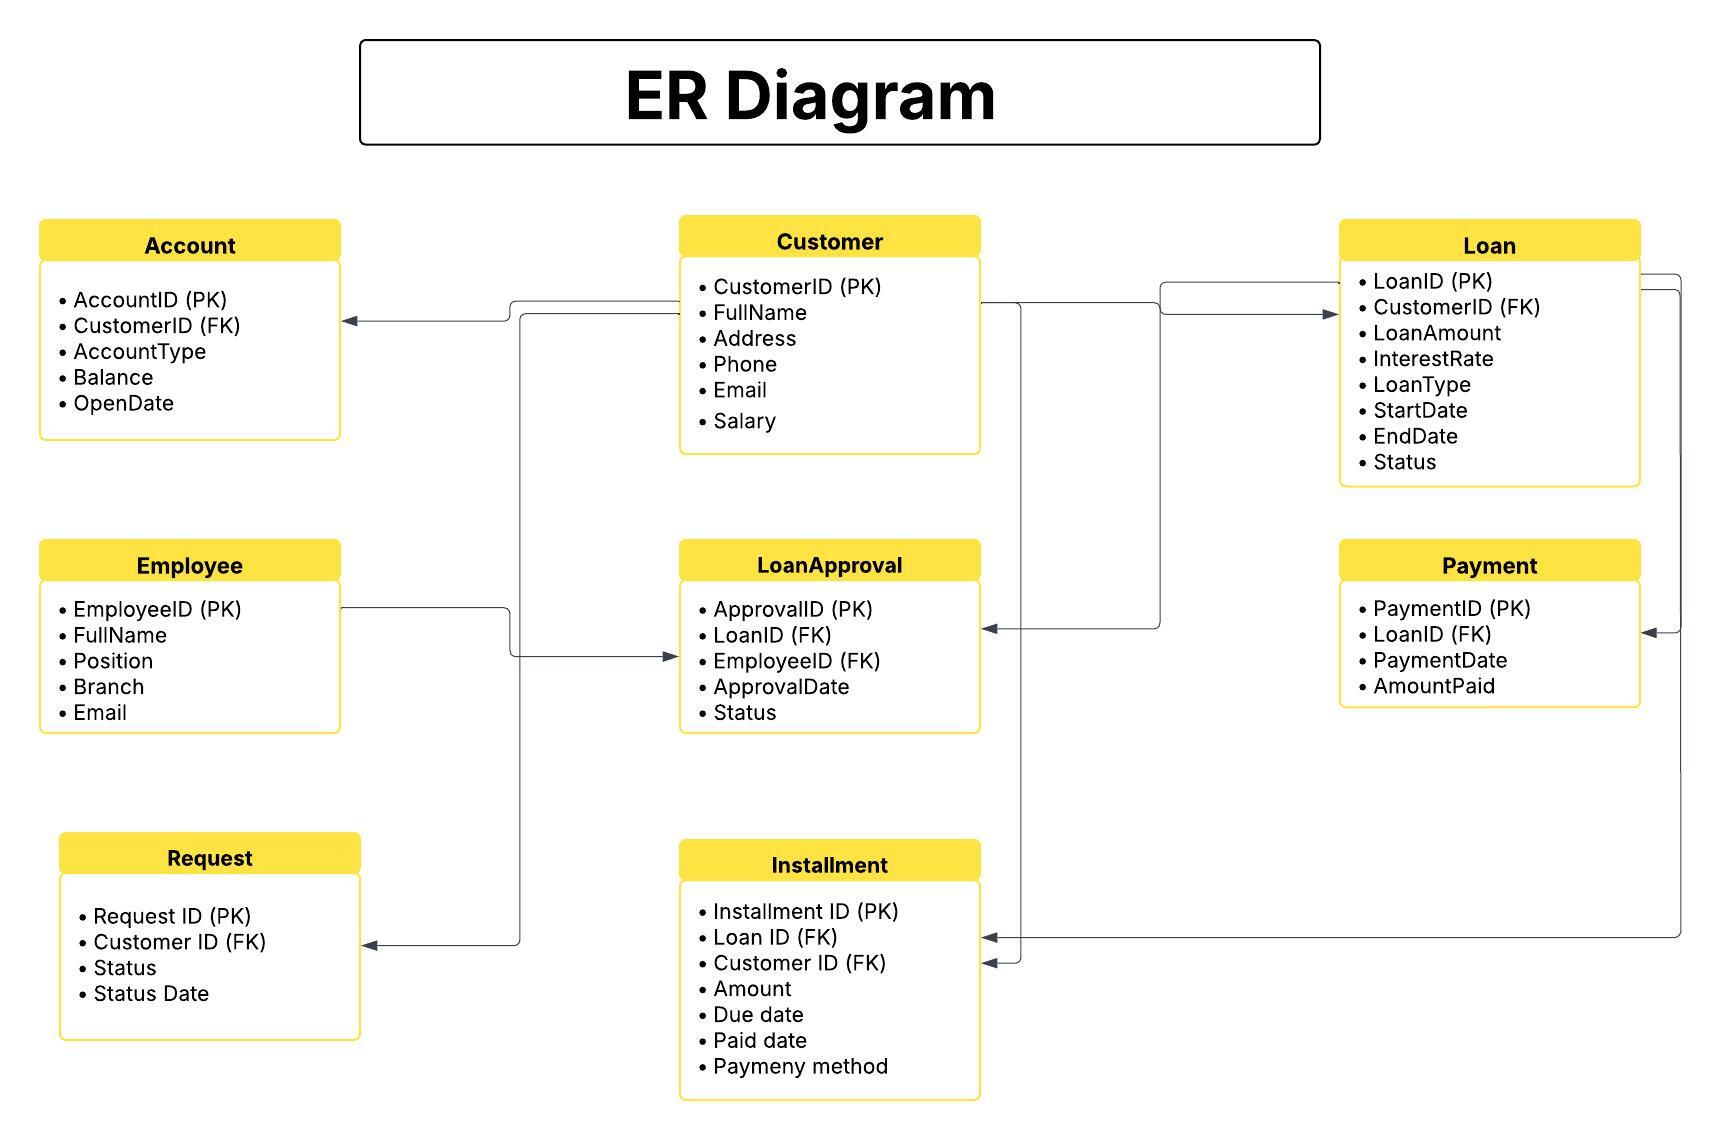 ER Diagram
Account
• AccountID (PK)
• CustomerID (FK)
• AccountType
• Balance
• OpenDate
Customer
• CustomerID (PK)
• FullName
• Address
• Phone
• Email
• Salary
Loan
• LoanID (PK)
• CustomerID (FK)
• LoanAmount
• InterestRate
• LoanType
• StartDate
• EndDate
• Status
Employee
• EmployeeID (PK)
• FullName
• Position
• Branch
• Email
LoanApproval
• ApprovalID (PK)
• LoanID (FK)
• EmployeeID (FK)
• ApprovalDate
• Status
Payment
• PaymentID (PK)
• LoanID (FK)
• PaymentDate
• AmountPaid
Request
• Request ID (PK)
• Customer ID (FK)
• Status
• Status Date
Installment
• Installment ID (PK)
• Loan ID (FK)
• Customer ID (FK)
• Amount
• Due date
• Paid date
• Paymeny method